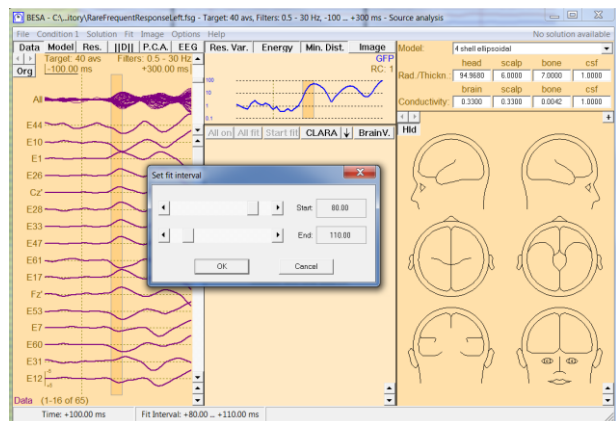 BESA - C:\...itory\RareFrequentResponseLeft.fsg - Target: 40 avs, Filters: 0.5 - 30 Hz, -100 ... +300 ms - Source analysis
File Condition 1 Solution Fit Image Options Help No solution available
Data Model Res. ||D|| P.C.A. EEG
Org Target: 40 avs Filters: 0.5 - 30 Hz
-100.00 ms +300.00 ms
Res. Var. Energy Min. Dist. Image
GFP
RC: 1
100
10
1
0.1
All on All fit Start fit CLARA ↓ BrainV.
Model: 4 shell ellipsoidal
head scalp bone csf
Rad./Thickn.: 94.9680 6.0000 7.0000 1.0000
brain scalp bone csf
Conductivity: 0.3300 0.3300 0.0042 1.0000
Hld
All
E44
E10
E1
E26
Cz'
E28
E33
E47
E61
E17
Fz'
E53
E7
E60
E31
E12
Data (1-16 of 65)
Set fit interval
Start: 80.00
End: 110.00
OK Cancel
Time: +100.00 ms Fit Interval: +80.00 ... +110.00 ms